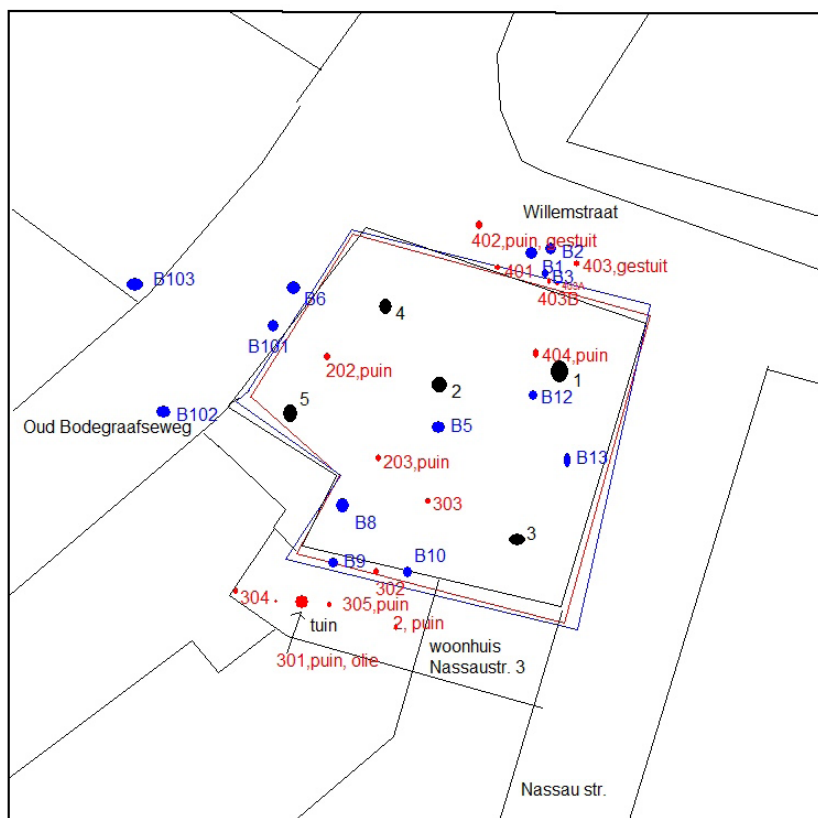 Willemstraat
402,puin, gestuit
B2
B1
401
403,gestuit
B3
403A
403B
B103
B6
4
B101
404,puin
202,puin
1
2
B12
5
B102
Oud Bodegraafseweg
B5
203,puin
B13
303
B8
3
B9
B10
302
304
305,puin
tuin
2, puin
301,puin, olie
woonhuis
Nassaustr. 3
Nassau str.